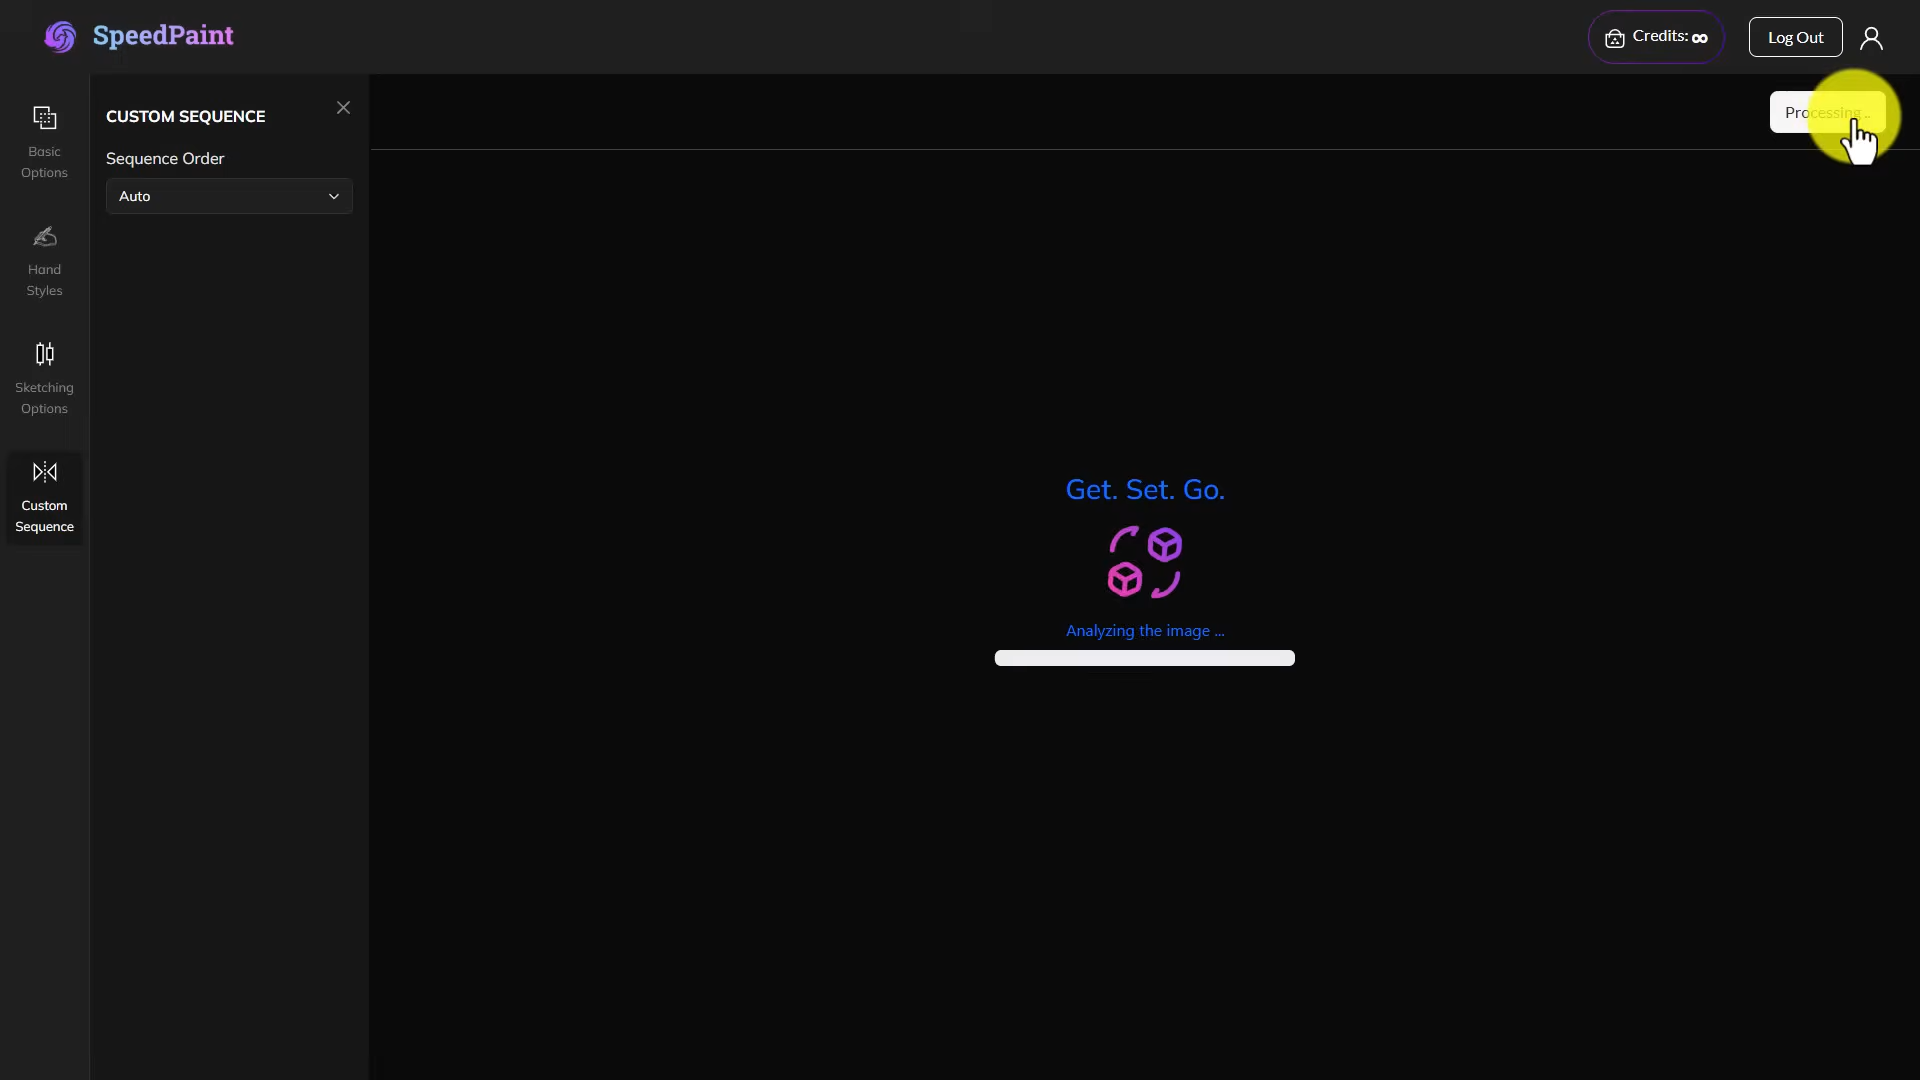 SpeedPaint
Credits: ∞
Log Out
CUSTOM SEQUENCE
Processing ..
Basic
Options
Sequence Order
Auto
Hand
Styles
Sketching
Options
Custom
Sequence
Get. Set. Go.
Analyzing the image ...